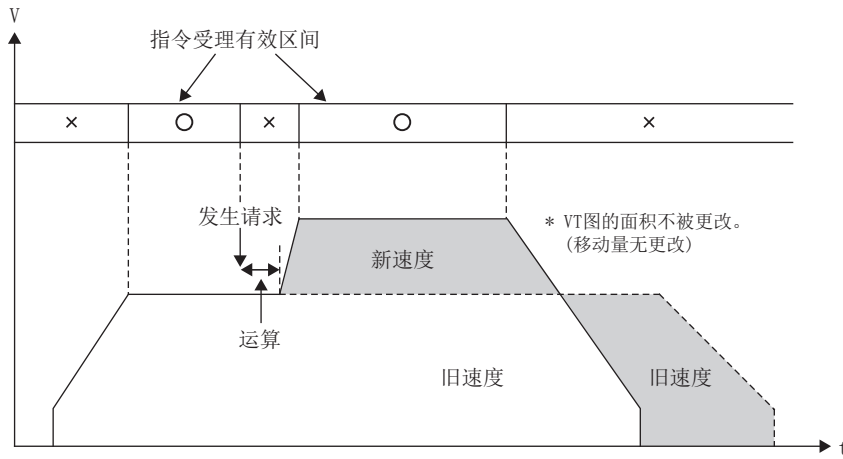 V
指令受理有效区间
× ○ × ○ ×
发生请求
* VT图的面积不被更改。
(移动量无更改)
新速度
运算
旧速度 旧速度
t